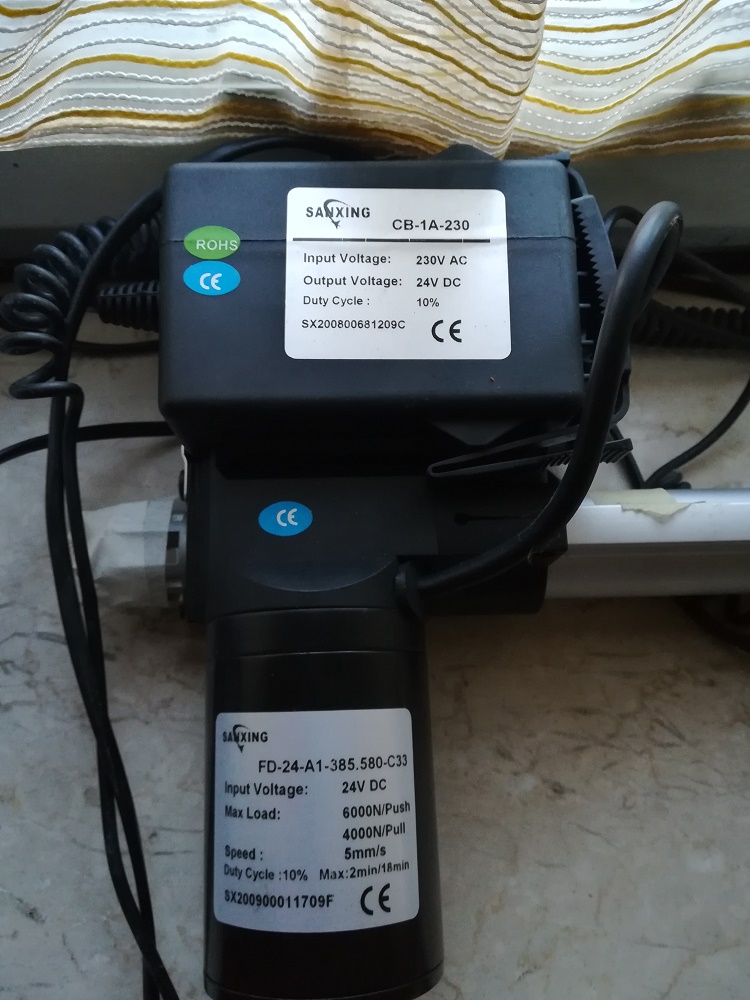 SANXING
CB-1A-230
ROHS
CE
Input Voltage: 230V AC
Output Voltage: 24V DC
Duty Cycle : 10%
SX200800681209C CE
CE
SANXING
FD-24-A1-385.580-C33
Input Voltage: 24V DC
Max Load: 6000N/Push
4000N/Pull
Speed : 5mm/s
Duty Cycle :10% Max:2min/18min
SX200900011709F CE